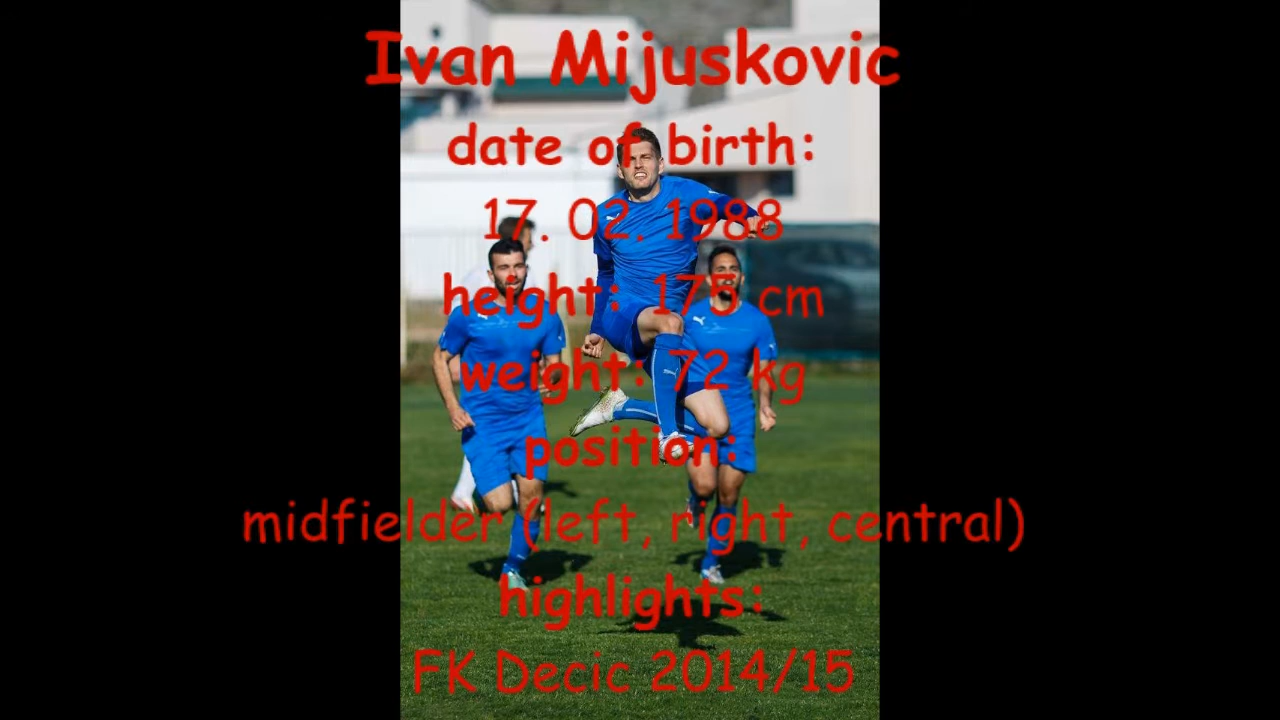 Ivan Mijuskovic
date of birth:
17. 02. 1988
height: 175 cm
weight: 72 kg
position:
midfielder (left, right, central)
highlights:
FK Decic 2014/15